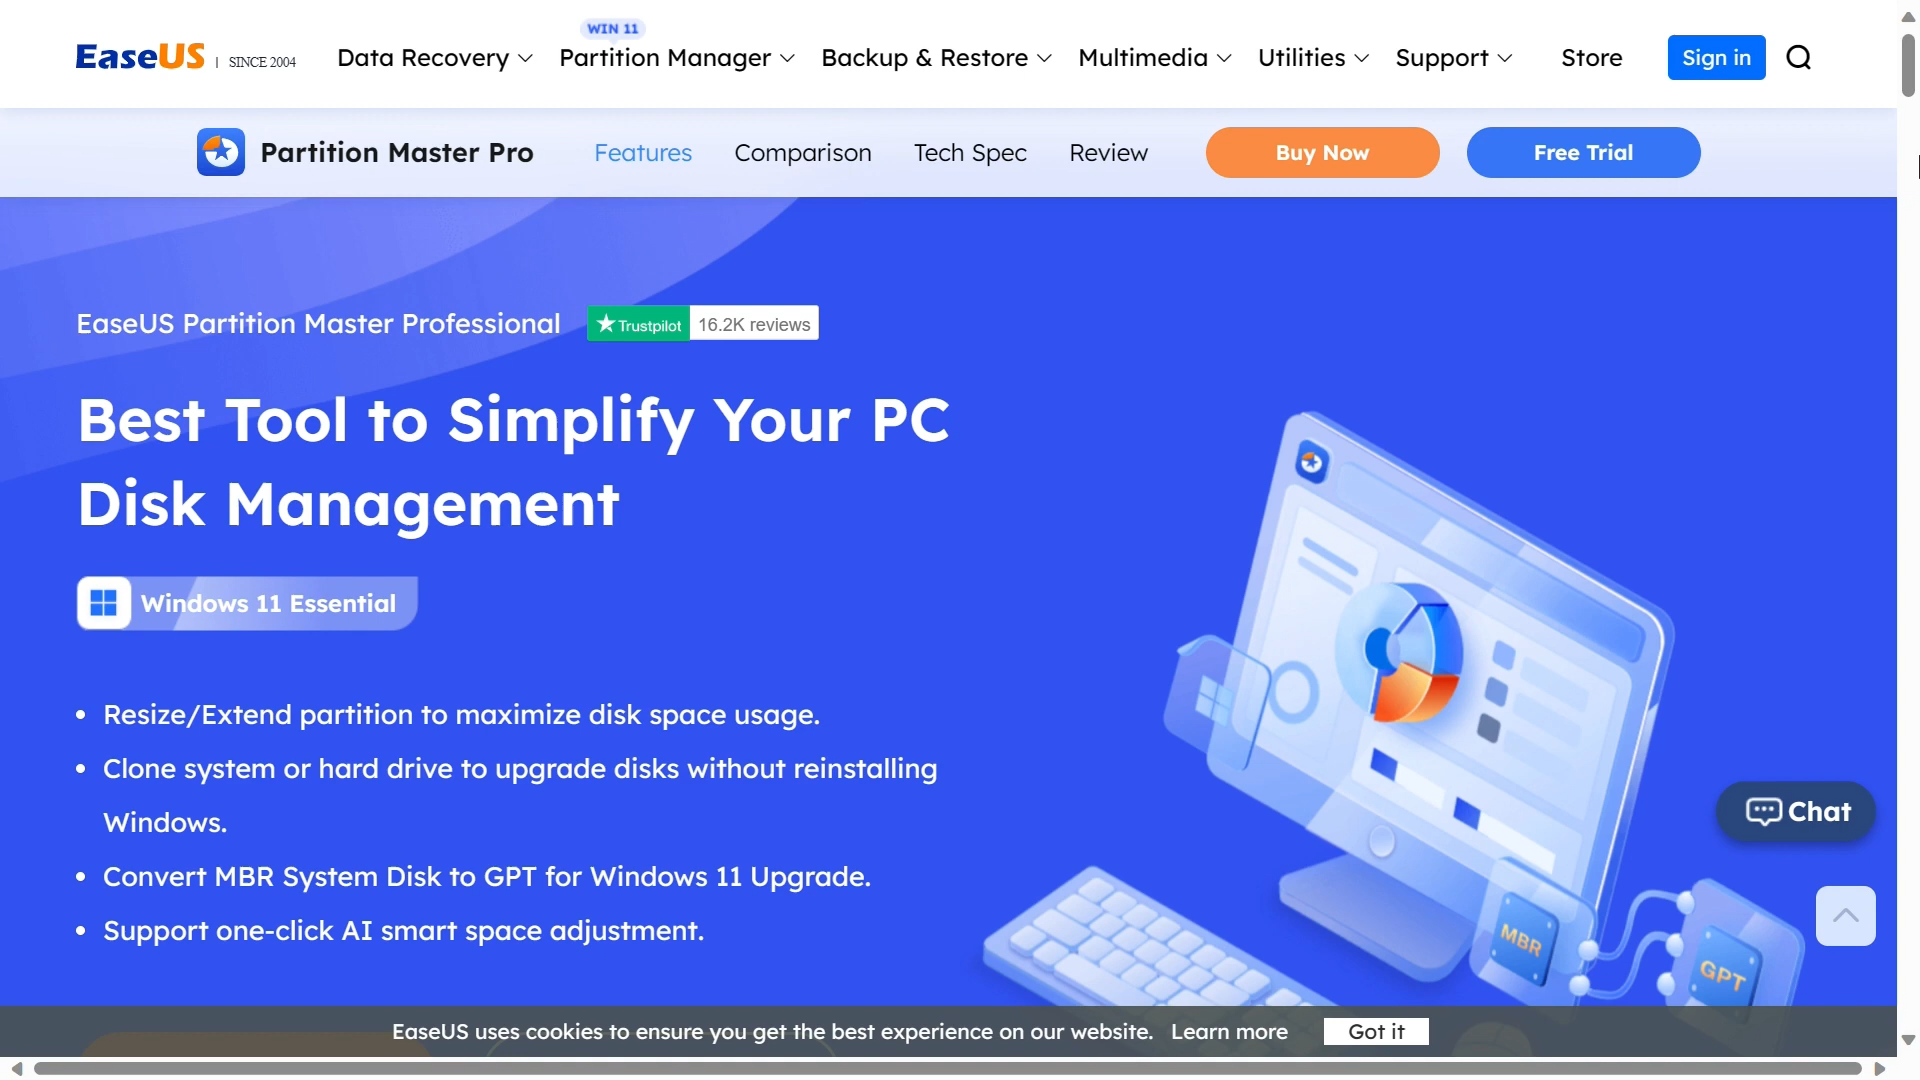 WIN 11
EaseUS | SINCE 2004 Data Recovery Partition Manager Backup & Restore Multimedia Utilities Support Store Sign in
Partition Master Pro Features Comparison Tech Spec Review Buy Now Free Trial
EaseUS Partition Master Professional Trustpilot 16.2K reviews
Best Tool to Simplify Your PC
Disk Management
Windows 11 Essential
Resize/Extend partition to maximize disk space usage.
Clone system or hard drive to upgrade disks without reinstalling
Windows.
Convert MBR System Disk to GPT for Windows 11 Upgrade.
Support one-click AI smart space adjustment.
Chat
MBR
GPT
EaseUS uses cookies to ensure you get the best experience on our website. Learn more Got it